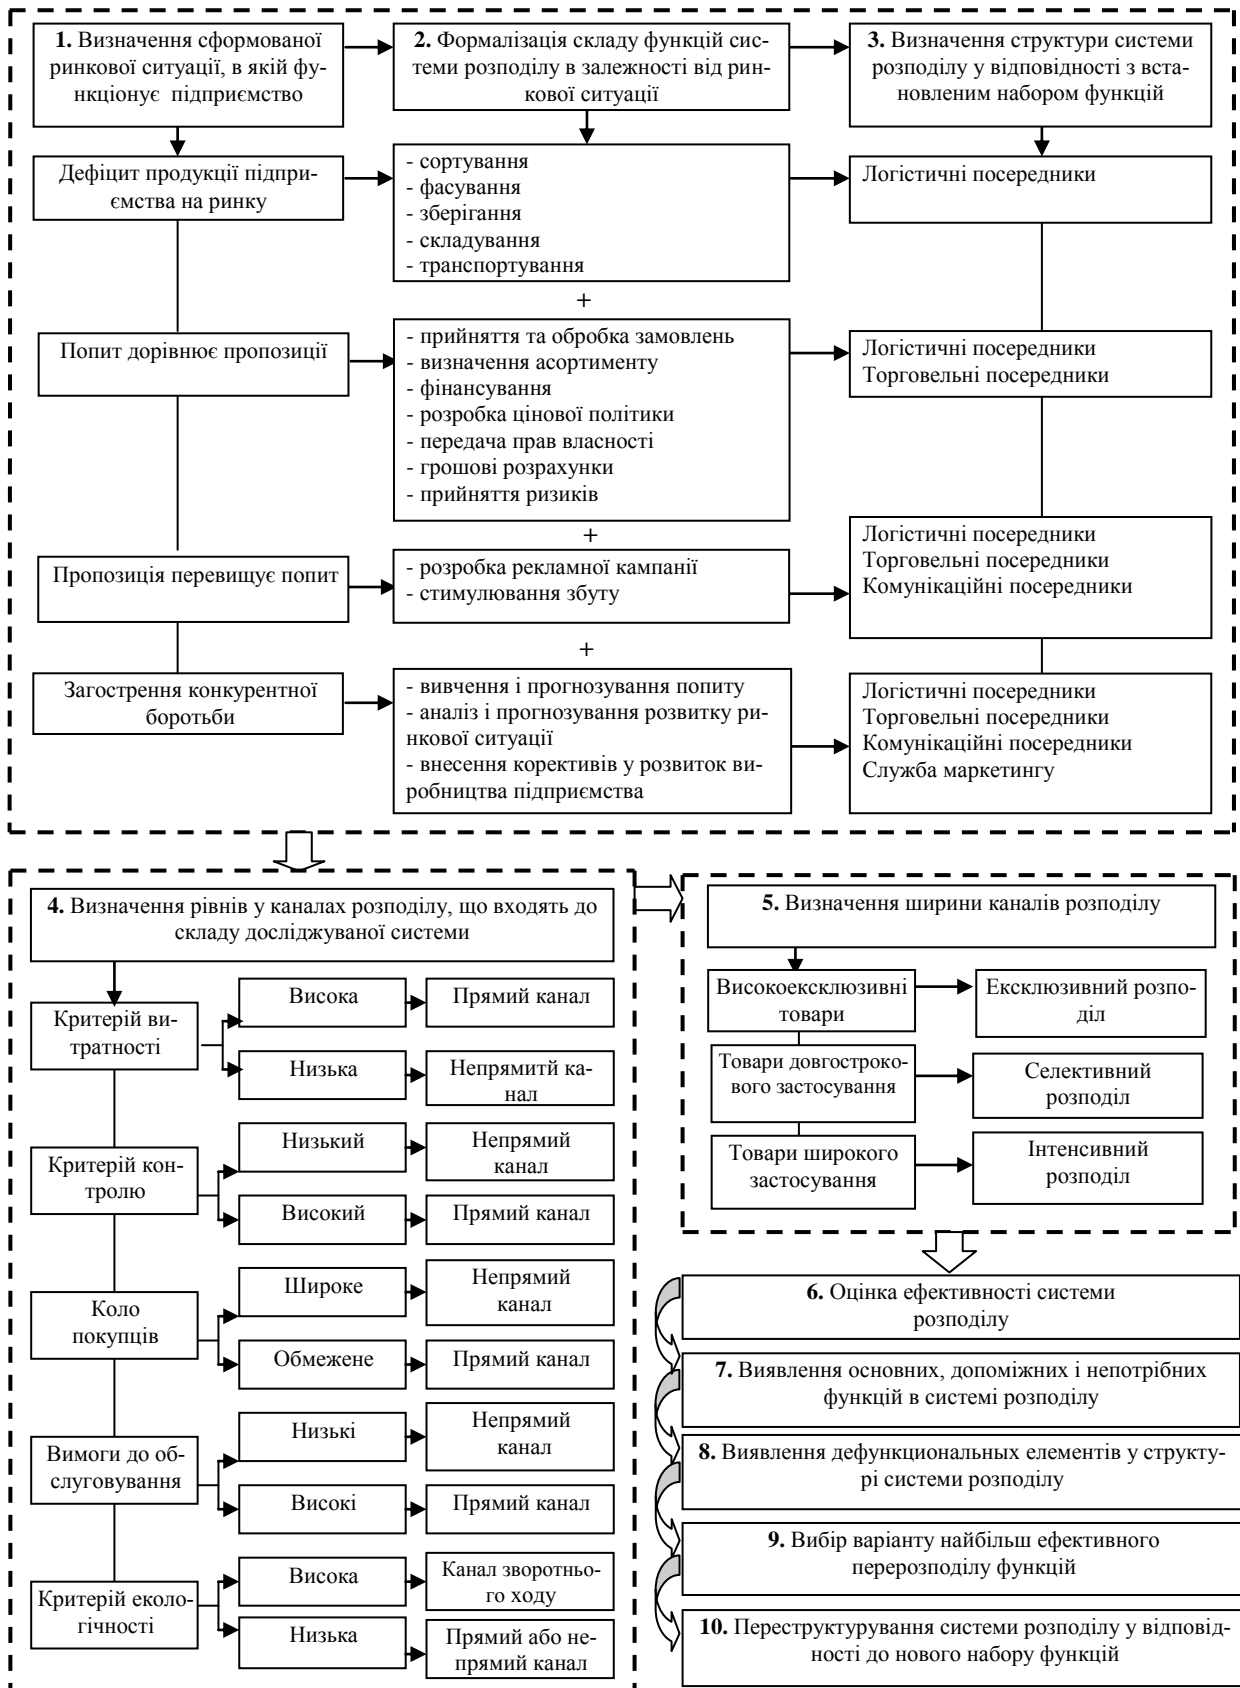 1. Визначення сформованої
ринкової ситуації, в якій фу-
нкціонує підприємство
2. Формалізація складу функцій сис-
теми розподілу в залежності від рин-
кової ситуації
3. Визначення структури системи
розподілу у відповідності з вста-
новленим набором функцій
Дефіцит продукції підпри-
ємства на ринку
- сортування
- фасування
- зберігання
- складування
- транспортування
Логістичні посередники
+
Попит дорівнює пропозиції
- прийняття та обробка замовлень
- визначення асортименту
- фінансування
- розробка цінової політики
- передача прав власності
- грошові розрахунки
- прийняття ризиків
Логістичні посередники
Торговельні посередники
+
Пропозиція перевищує попит
- розробка рекламної кампанії
- стимулювання збуту
Логістичні посередники
Торговельні посередники
Комунікаційні посередники
+
Загострення конкурентної
боротьби
- вивчення і прогнозування попиту
- аналіз і прогнозування розвитку ри-
нкової ситуації
- внесення корективів у розвиток ви-
робництва підприємства
Логістичні посередники
Торговельні посередники
Комунікаційні посередники
Служба маркетингу
4. Визначення рівнів у каналах розподілу, що входять до
складу досліджуваної системи
Критерій ви-
тратності
Висока
Прямий канал
Низька
Непрямитй ка-
нал
Критерій кон-
тролю
Низький
Непрямий
канал
Високий
Прямий канал
Коло
покупців
Широке
Непрямий
канал
Обмежене
Прямий канал
Вимоги до об-
слуговування
Низькі
Непрямий
канал
Високі
Прямий канал
Критерій еколо-
гічності
Висока
Канал зворотньо-
го ходу
Низька
Прямий або не-
прямий канал
5. Визначення ширини каналів розподілу
Високоексклюзивні
товари
Ексклюзивний розпо-
діл
Товари довгостроко-
вого застосування
Селективний
розподіл
Товари широкого
застосування
Інтенсивний
розподіл
6. Оцінка ефективності системи
розподілу
7. Виявлення основних, допоміжних і непотрібних
функцій в системі розподілу
8. Виявлення дефункциональных елементів у структу-
рі системи розподілу
9. Вибір варіанту найбільш ефективного
перерозподілу функцій
10. Переструктурування системи розподілу у відповід-
ності до нового набору функцій